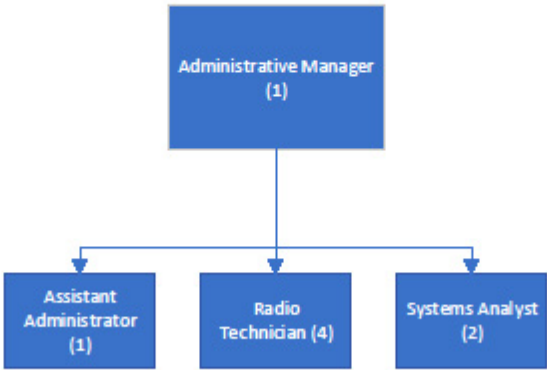 Administrative Manager
(1)
Assistant
Administrator
(1)
Radio
Technician (4)
Systems Analyst
(2)